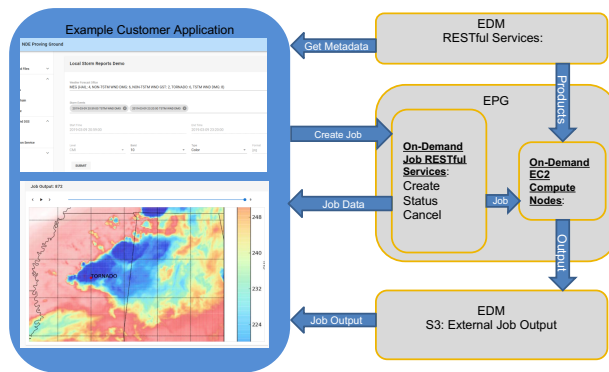 Example Customer Application
NDE Proving Ground
Local Storm Reports Demo
SUBMIT
Job Output: 872
TORNADO
248
240
232
224
Get Metadata
Create Job
Job Data
Job Output
EDM
RESTful Services:
Products
EPG
On-Demand
Job RESTful
Services:
Create
Status
Cancel
Job
On-Demand
EC2
Compute
Nodes:
Output
EDM
S3: External Job Output